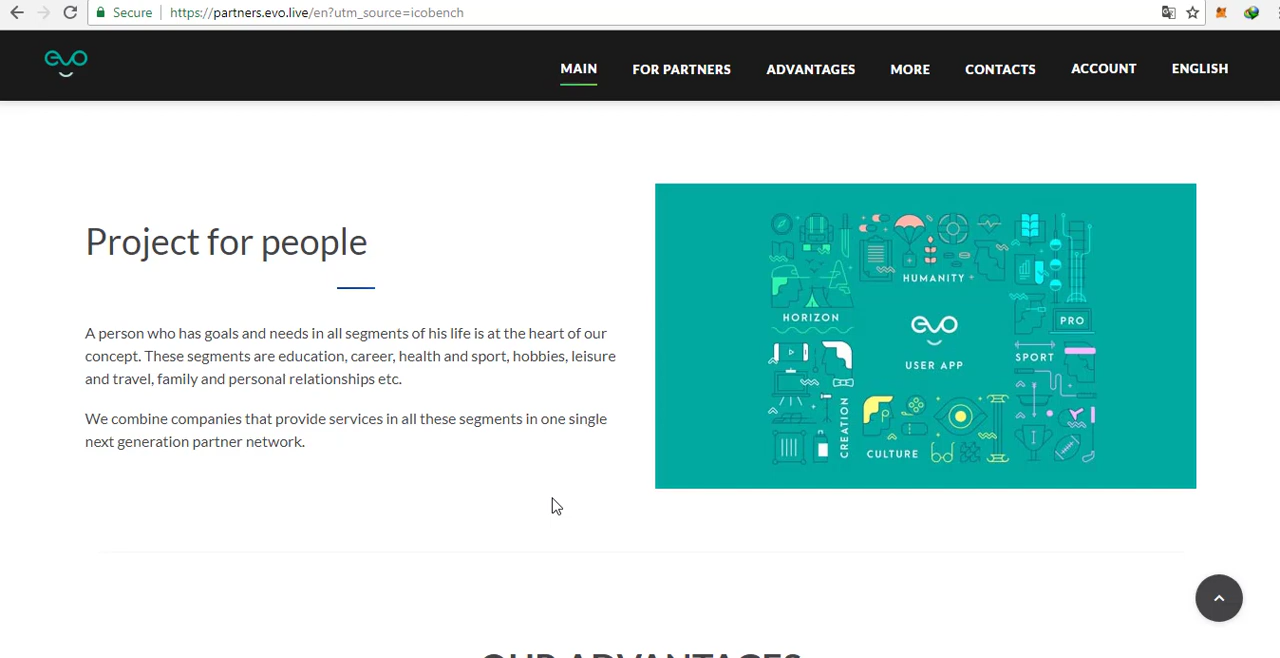 Secure https://partners.evo.live/en?utm_source=icobench
evo
MAIN
FOR PARTNERS
ADVANTAGES
MORE
CONTACTS
ACCOUNT
ENGLISH
Project for people
A person who has goals and needs in all segments of his life is at the heart of our
concept. These segments are education, career, health and sport, hobbies, leisure
and travel, family and personal relationships etc.
We combine companies that provide services in all these segments in one single
next generation partner network.
HUMANITY
HORIZON
PRO
evo
USER APP
SPORT
CREATION
CULTURE
OUR ADVANTAGES